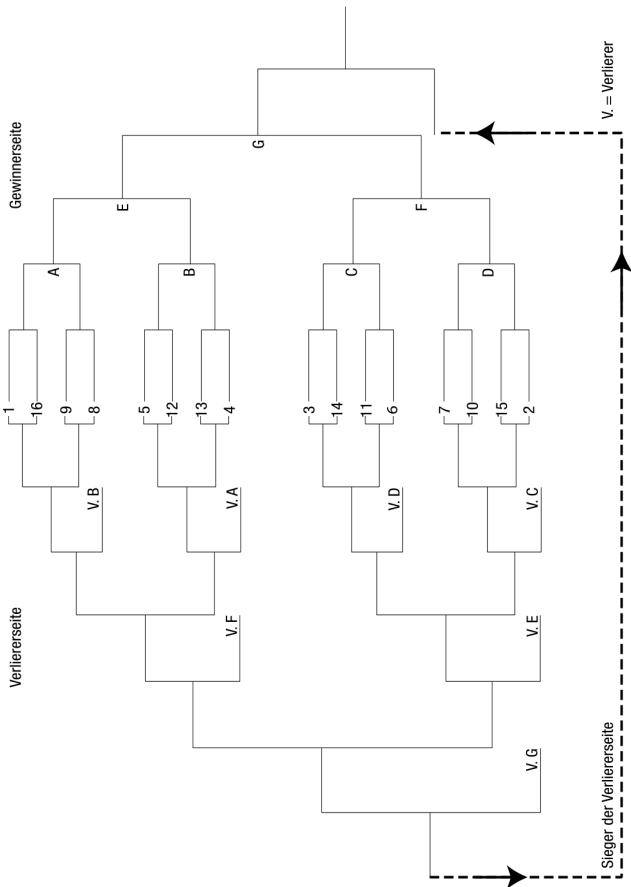 Gewinnerseite
Verliererseite
1
16
9
8
5
12
13
4
3
14
11
6
7
10
15
2
A
B
C
D
E
F
G
V. B
V. A
V. D
V. C
V. F
V. E
V. G
Sieger der Verliererseite
V. = Verlierer